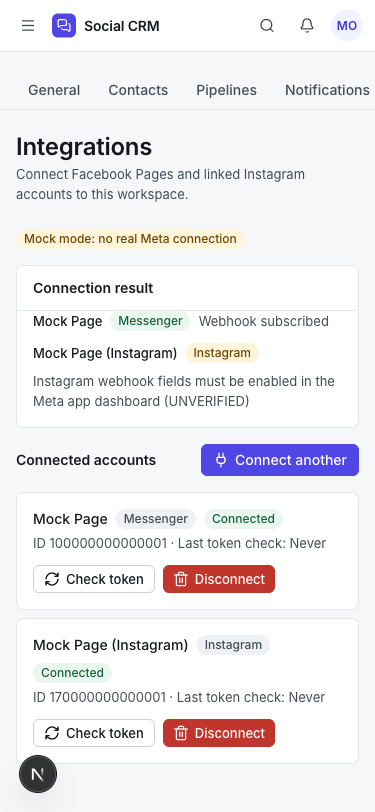 Social CRM
MO
General Contacts Pipelines Notifications
Integrations
Connect Facebook Pages and linked Instagram
accounts to this workspace.
Mock mode: no real Meta connection
Connection result
Mock Page Messenger Webhook subscribed
Mock Page (Instagram) Instagram
Instagram webhook fields must be enabled in the
Meta app dashboard (UNVERIFIED)
Connected accounts Connect another
Mock Page Messenger Connected
ID 100000000000001 · Last token check: Never
Check token Disconnect
Mock Page (Instagram) Instagram
Connected
ID 170000000000001 · Last token check: Never
Check token Disconnect
N